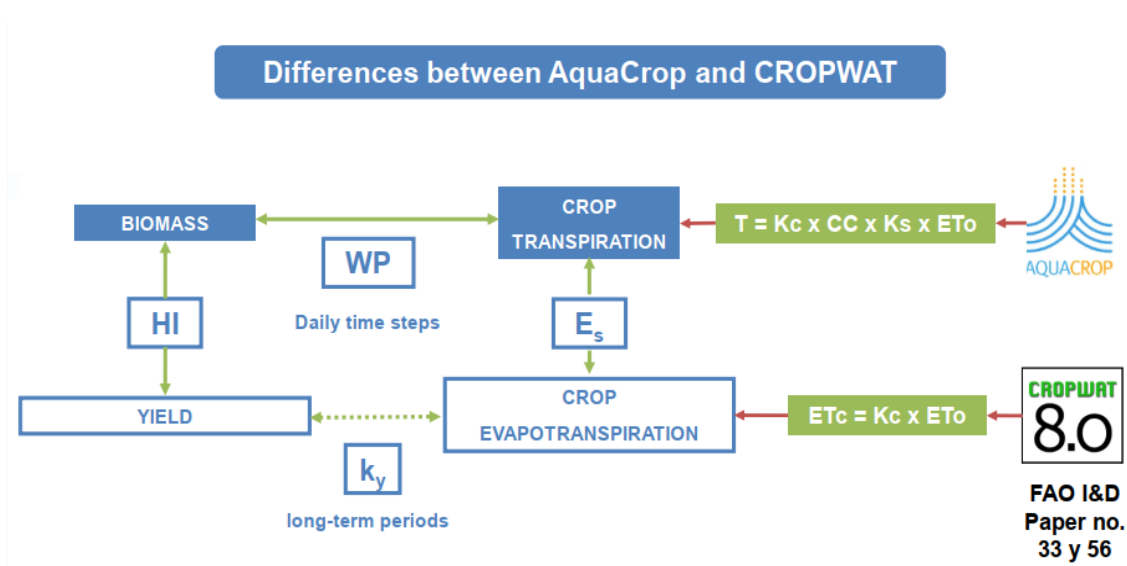 Differences between AquaCrop and CROPWAT
BIOMASS
CROP
TRANSPIRATION
T = Kc x CC x Ks x ETo
AQUACROP
WP
Daily time steps
HI
Es
YIELD
CROP
EVAPOTRANSPIRATION
ETc = Kc x ETo
CROPWAT
8.0
ky
long-term periods
FAO I&D
Paper no.
33 y 56